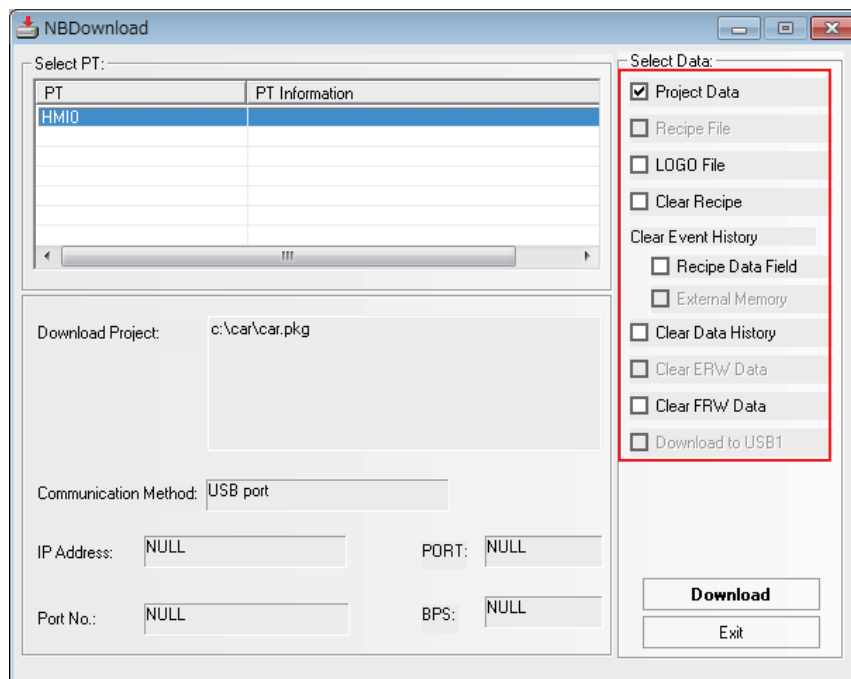 NBDownload
Select PT:
PT PT Information
HMI0
Download Project: c:\car\car.pkg
Communication Method: USB port
IP Address: NULL PORT: NULL
Port No.: NULL BPS: NULL
Select Data:
Project Data
Recipe File
LOGO File
Clear Recipe
Clear Event History
Recipe Data Field
External Memory
Clear Data History
Clear ERW Data
Clear FRW Data
Download to USB1
Download
Exit